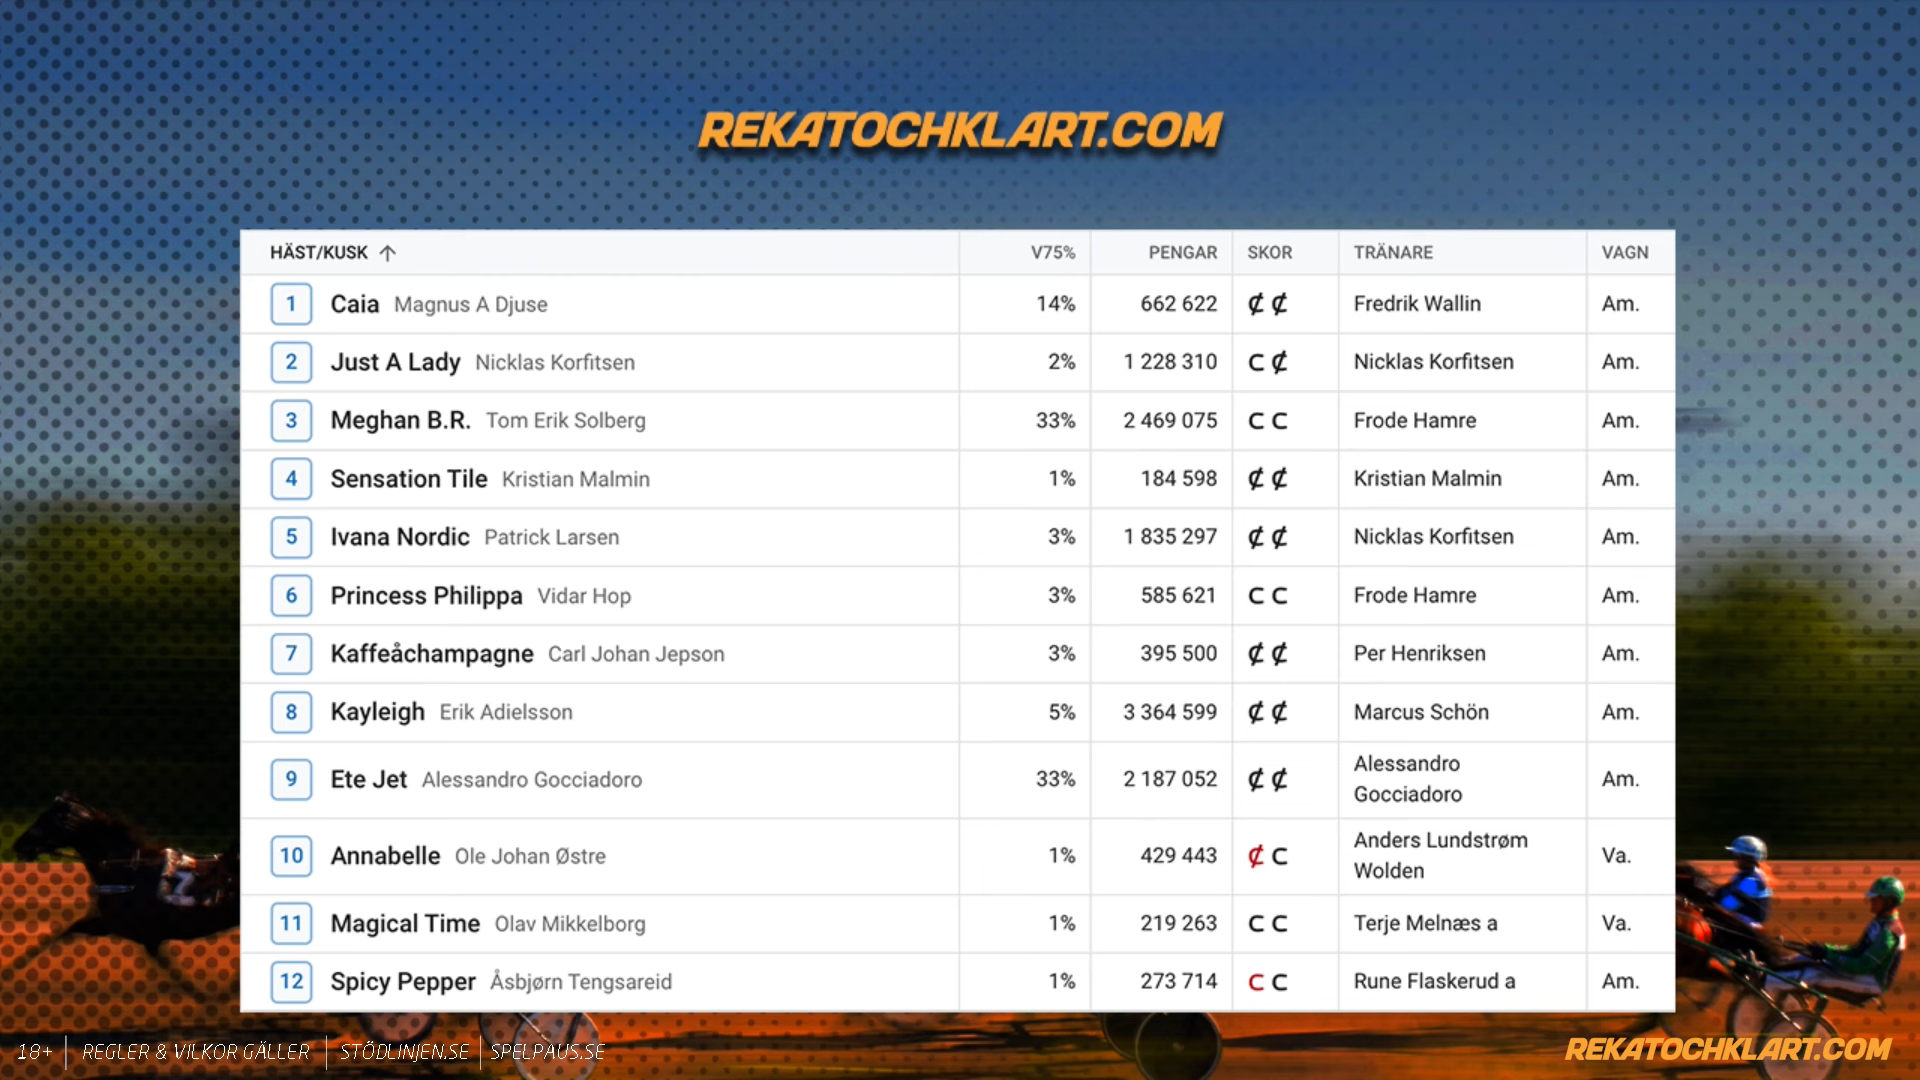 REKATOCHKLART.COM
HÄST/KUSK ↑ V75% PENGAR SKOR TRÄNARE VAGN
1 Caia Magnus A Djuse 14% 662 622 ₵ ₵ Fredrik Wallin Am.
2 Just A Lady Nicklas Korfitsen 2% 1 228 310 C ₵ Nicklas Korfitsen Am.
3 Meghan B.R. Tom Erik Solberg 33% 2 469 075 C C Frode Hamre Am.
4 Sensation Tile Kristian Malmin 1% 184 598 ₵ ₵ Kristian Malmin Am.
5 Ivana Nordic Patrick Larsen 3% 1 835 297 ₵ ₵ Nicklas Korfitsen Am.
6 Princess Philippa Vidar Hop 3% 585 621 C C Frode Hamre Am.
7 Kaffeåchampagne Carl Johan Jepson 3% 395 500 ₵ ₵ Per Henriksen Am.
8 Kayleigh Erik Adielsson 5% 3 364 599 ₵ ₵ Marcus Schön Am.
9 Ete Jet Alessandro Gocciadoro 33% 2 187 052 ₵ ₵ Alessandro Gocciadoro Am.
10 Annabelle Ole Johan Østre 1% 429 443 ₵ C Anders Lundstrøm Wolden Va.
11 Magical Time Olav Mikkelborg 1% 219 263 C C Terje Melnæs a Va.
12 Spicy Pepper Åsbjørn Tengsareid 1% 273 714 C C Rune Flaskerud a Am.
18+ | REGLER & VILKOR GÄLLER | STÖDLINJEN.SE | SPELPAUS.SE
REKATOCHKLART.COM